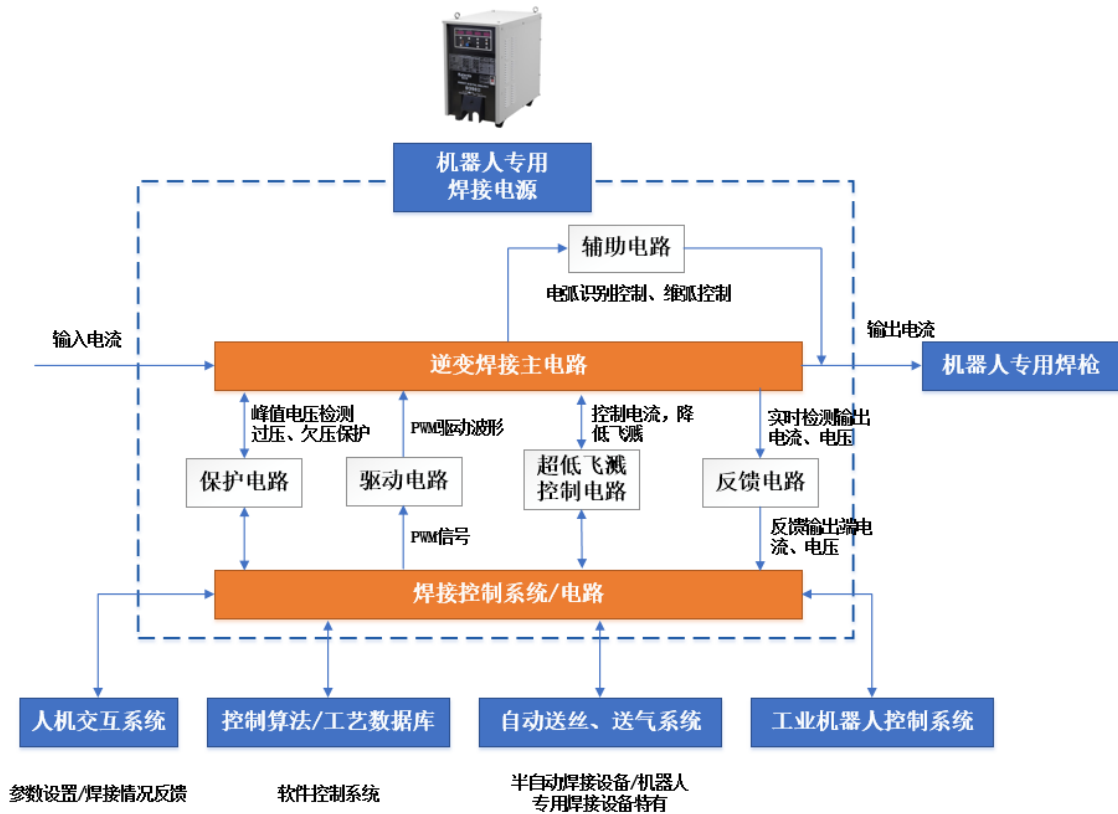 机器人专用
焊接电源
辅助电路
电弧识别控制、维弧控制
输入电流
输出电流
逆变焊接主电路
机器人专用焊枪
峰值电压检测
过压、欠压保护
PWM驱动波形
控制电流，降
低飞溅
实时检测输出
电流、电压
保护电路
驱动电路
超低飞溅
控制电路
反馈电路
PWM信号
反馈输出端电
流、电压
焊接控制系统/电路
人机交互系统
控制算法/工艺数据库
自动送丝、送气系统
工业机器人控制系统
参数设置/焊接情况反馈
软件控制系统
半自动焊接设备/机器人
专用焊接设备特有